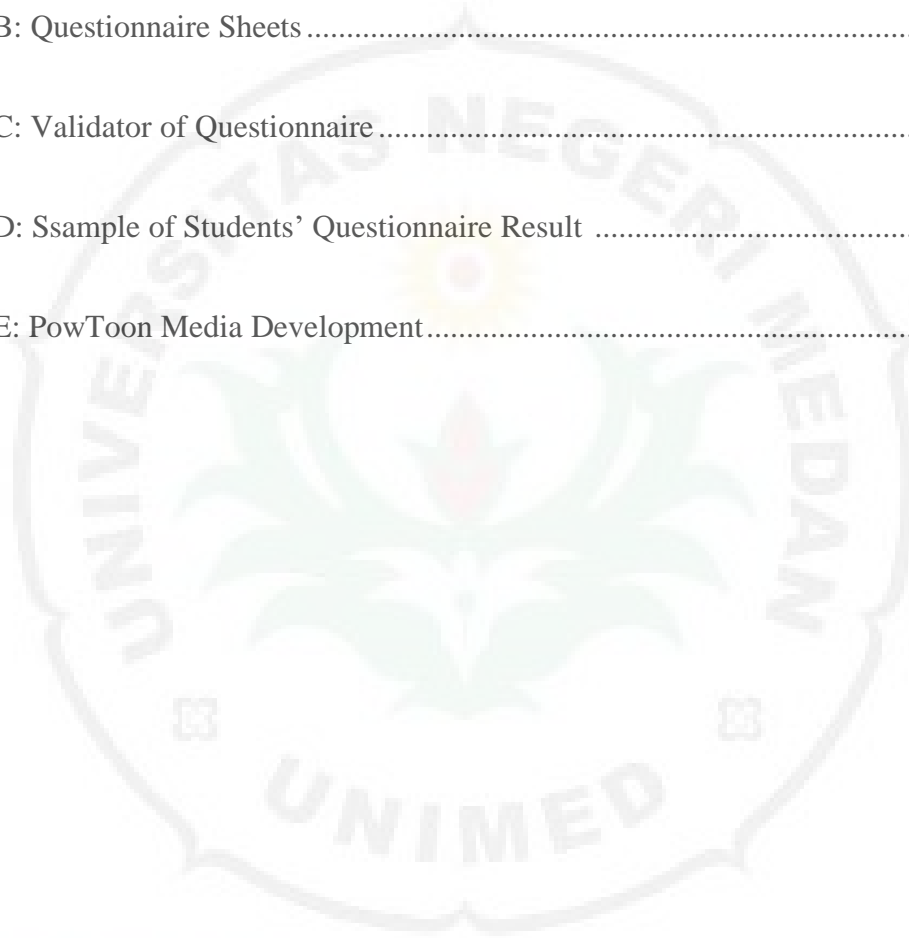 B: Questionnaire Sheets ........................................................................
C: Validator of Questionnaire ...............................................................
D: Ssample of Students’ Questionnaire Result ......................................
E: PowToon Media Development .........................................................
UNIVERSITAS NEGERI MEDAN
UNIMED